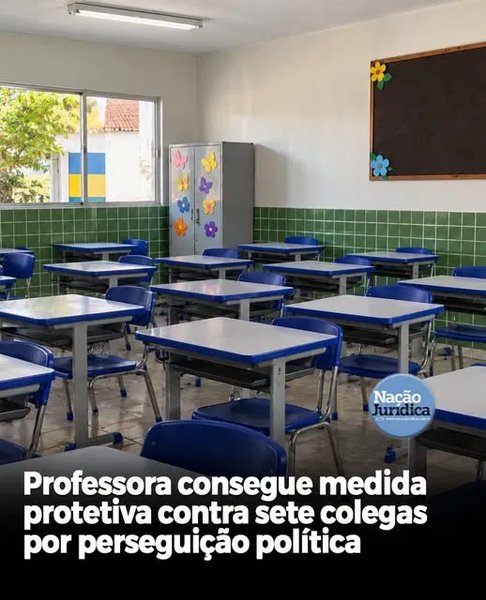 Nação
Jurídica
Professora consegue medida
protetiva contra sete colegas
por perseguição política